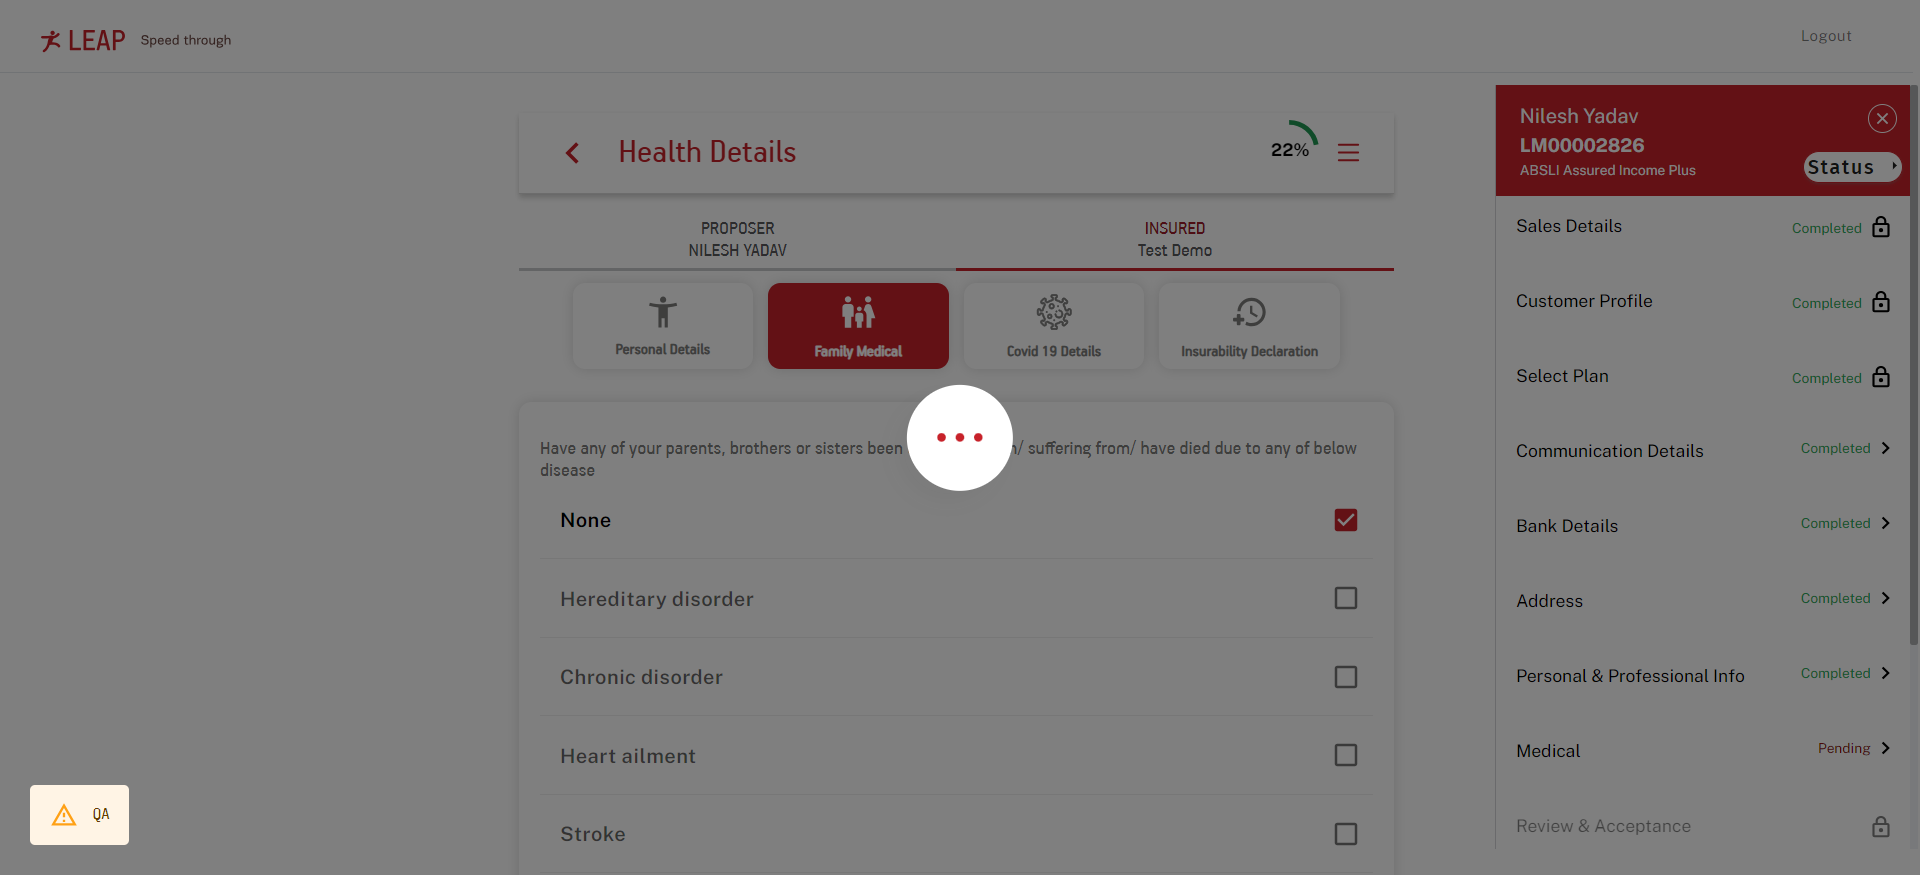 LEAP Speed through
Logout
Health Details
22%
PROPOSER
NILESH YADAV
INSURED
Test Demo
Personal Details
Family Medical
Covid 19 Details
Insurability Declaration
Have any of your parents, brothers or sisters been / suffering from/ have died due to any of below
disease
None
Hereditary disorder
Chronic disorder
Heart ailment
Stroke
QA
Nilesh Yadav
LM00002826
ABSLI Assured Income Plus
Status
Sales Details Completed
Customer Profile Completed
Select Plan Completed
Communication Details Completed
Bank Details Completed
Address Completed
Personal & Professional Info Completed
Medical Pending
Review & Acceptance